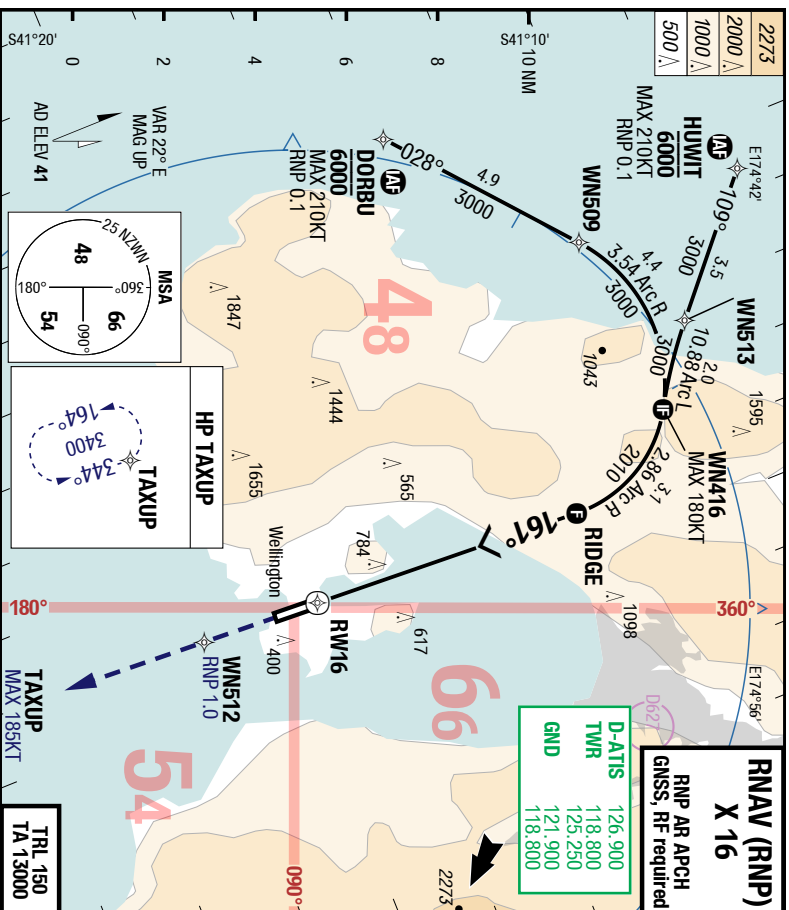 RNAV (RNP)
X 16
RNP AR APCH
GNSS, RF required
2273
2000
1000
500
S41°20'
S41°10'
0
2
4
6
8
10 NM
E174°42'
E174°56'
VAR 22° E
MAG UP
AD ELEV 41
IAF
HUWIT
6000
MAX 210KT
RNP 0.1
109°
3.5
3000
WN513
2.0
10.88 Arc L
3000
IAF
DORBU
6000
MAX 210KT
RNP 0.1
028°
4.9
3000
WN509
4.4
3.54 Arc R
3000
IF
WN416
MAX 180KT
3.1
2.86 Arc R
2010
F
RIDGE
161°
1595
1043
1098
565
784
617
400
1847
1444
1655
Wellington
RW16
WN512
RNP 1.0
TAXUP
MAX 185KT
180°
360°
090°
48
66
54
D627
D-ATIS 126.900
TWR 118.800
125.250
GND 121.900
118.800
2273
MSA
25 NZWN
48
66
54
180°
360°
090°
HP TAXUP
TAXUP
344°
3400
164°
TRL 150
TA 13000